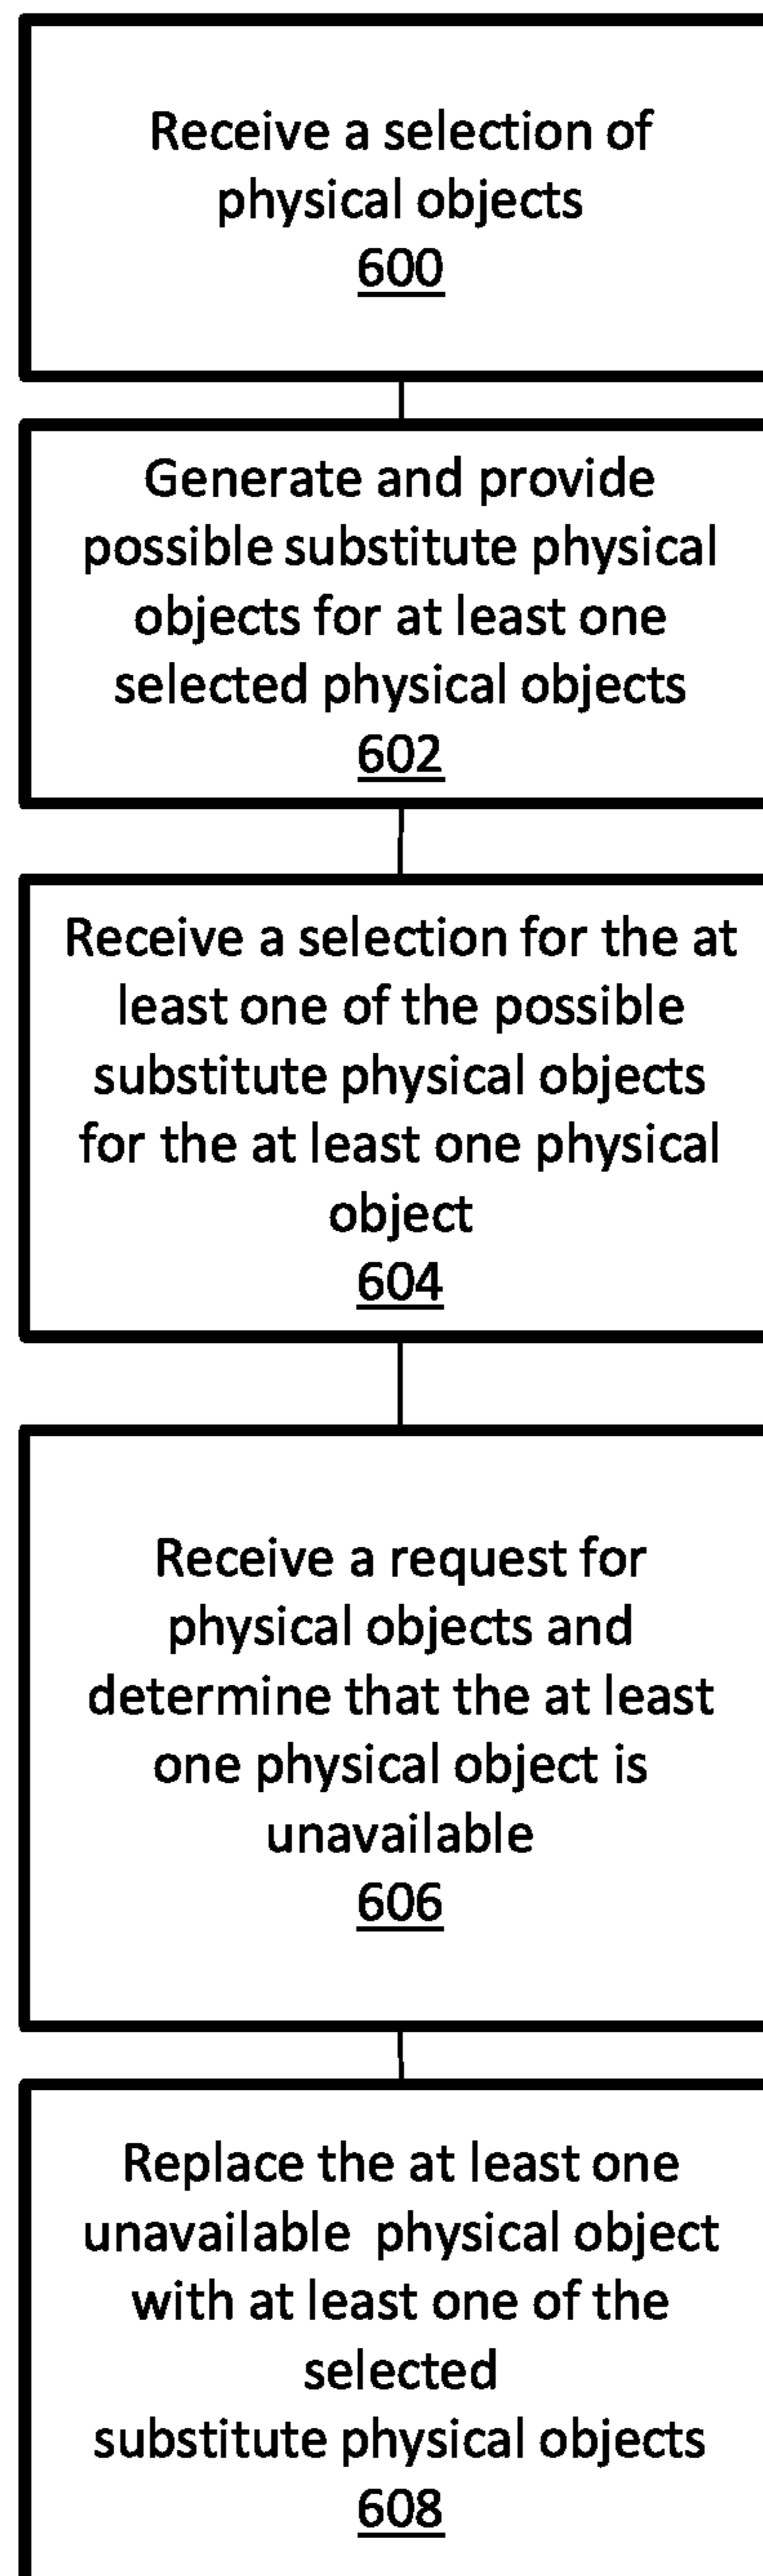 Receive a selection of
physical objects
600
Generate and provide
possible substitute physical
objects for at least one
selected physical objects
602
Receive a selection for the at
least one of the possible
substitute physical objects
for the at least one physical
object
604
Receive a request for
physical objects and
determine that the at least
one physical object is
unavailable
606
Replace the at least one
unavailable physical object
with at least one of the
selected
substitute physical objects
608